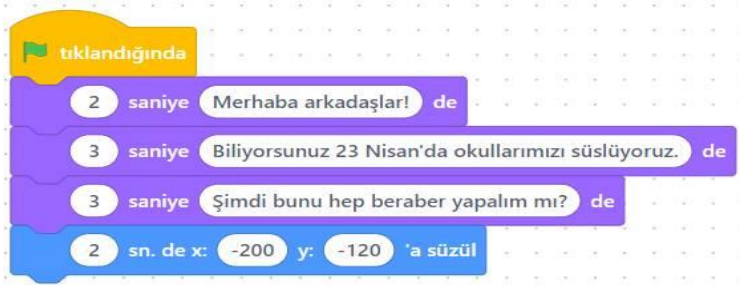 tıklandığında
2 saniye Merhaba arkadaşlar! de
3 saniye Biliyorsunuz 23 Nisan'da okullarımızı süslüyoruz. de
3 saniye Şimdi bunu hep beraber yapalım mı? de
2 sn. de x: -200 y: -120 'a süzül